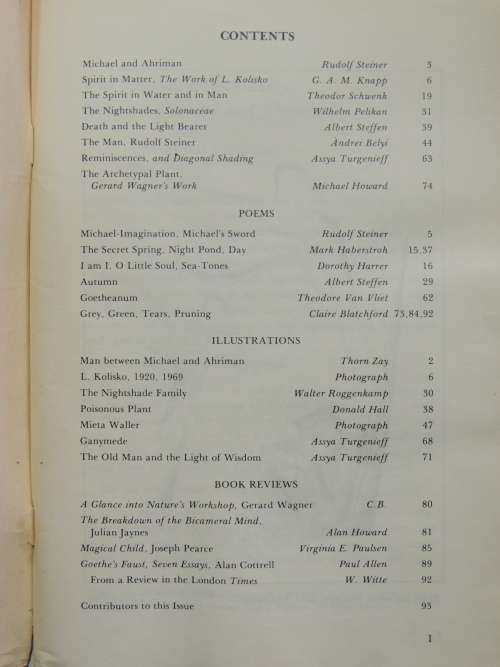 CONTENTS
Michael and Ahriman Rudolf Steiner 3
Spirit in Matter, The Work of L. Kolisko G. A. M. Knapp 6
The Spirit in Water and in Man Theodor Schwenk 19
The Nightshades, Solonaceae Wilhelm Pelikan 31
Death and the Light Bearer Albert Steffen 39
The Man, Rudolf Steiner Andrei Belyi 44
Reminiscences, and Diagonal Shading Assya Turgenieff 63
The Archetypal Plant,
Gerard Wagner's Work Michael Howard 74
POEMS
Michael-Imagination, Michael's Sword Rudolf Steiner 5
The Secret Spring, Night Pond, Day Mark Haberstroh 15,37
I am I, O Little Soul, Sea-Tones Dorothy Harrer 16
Autumn Albert Steffen 29
Goetheanum Theodore Van Vliet 62
Grey, Green, Tears, Pruning Claire Blatchford 73,84,92
ILLUSTRATIONS
Man between Michael and Ahriman Thorn Zay 2
L. Kolisko, 1920, 1969 Photograph 6
The Nightshade Family Walter Roggenkamp 30
Poisonous Plant Donald Hall 38
Mieta Waller Photograph 47
Ganymede Assya Turgenieff 68
The Old Man and the Light of Wisdom Assya Turgenieff 71
BOOK REVIEWS
A Glance into Nature's Workshop, Gerard Wagner C.B. 80
The Breakdown of the Bicameral Mind,
Julian Jaynes Alan Howard 81
Magical Child, Joseph Pearce Virginia E. Paulsen 85
Goethe's Faust, Seven Essays, Alan Cottrell Paul Allen 89
From a Review in the London Times W. Witte 92
Contributors to this Issue 93
1